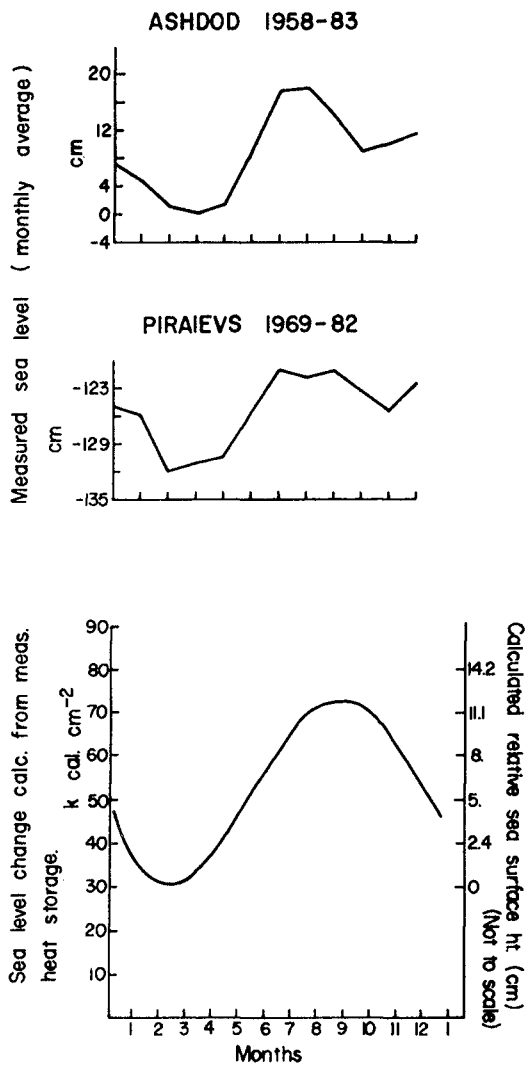 ASHDOD 1958-83
Measured sea level (monthly average)
cm
20
12
4
0
-4
PIRAIEVS 1969-82
cm
-123
-129
-135
Sea level change calc. from meas.
heat storage.
k cal. cm-2
90
80
70
60
50
40
30
20
10
14.2
11.1
8.
5.
2.4
0
Calculated relative sea surface ht. (cm)
(Not to scale)
1 2 3 4 5 6 7 8 9 10 11 12 1
Months